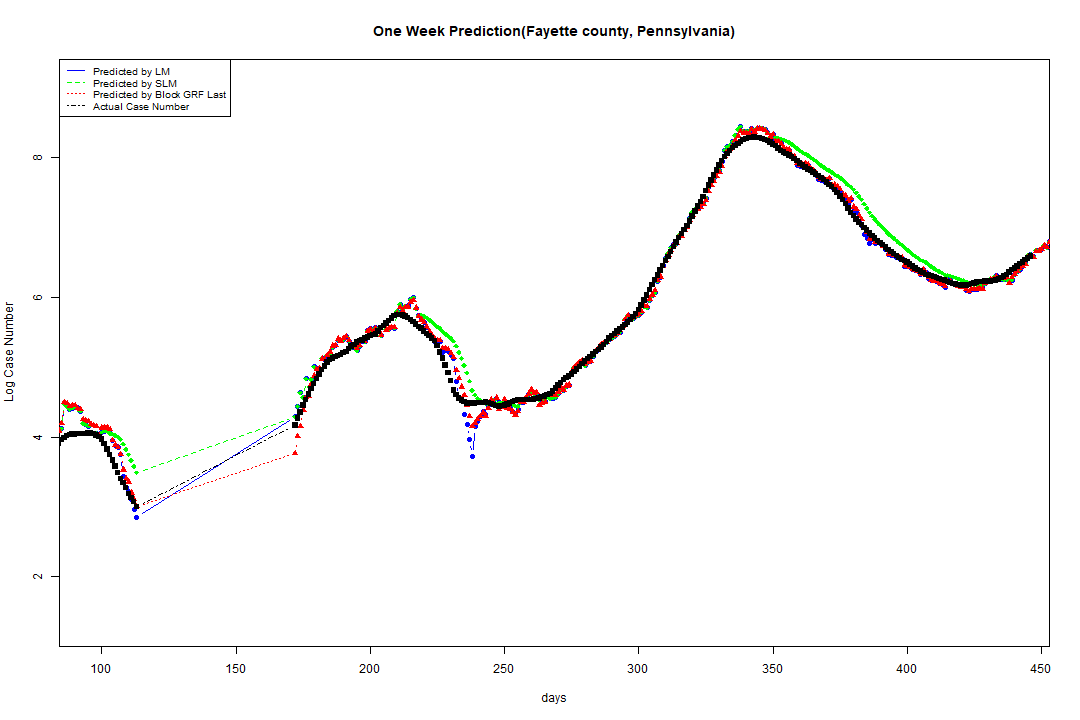 One Week Prediction(Fayette county, Pennsylvania)
Predicted by LM
Predicted by SLM
Predicted by Block GRF Last
Actual Case Number
Log Case Number
8
6
4
2
100 150 200 250 300 350 400 450
days